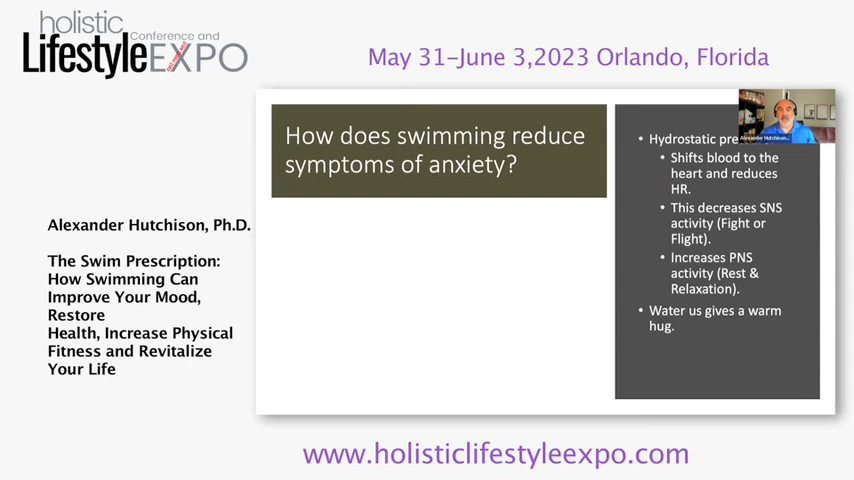 holistic
Conference and
LifestyleEXPO
May 31-June 3,2023 Orlando, Florida
How does swimming reduce
symptoms of anxiety?
Alexander Hutchison, Ph.D.
The Swim Prescription:
How Swimming Can
Improve Your Mood,
Restore
Health, Increase Physical
Fitness and Revitalize
Your Life
• Hydrostatic pre
• Shifts blood to the
heart and reduces
HR.
• This decreases SNS
activity (Fight or
Flight).
• Increases PNS
activity (Rest &
Relaxation).
• Water us gives a warm
hug.
Alexander Hutchison...
www.holisticlifestyleexpo.com